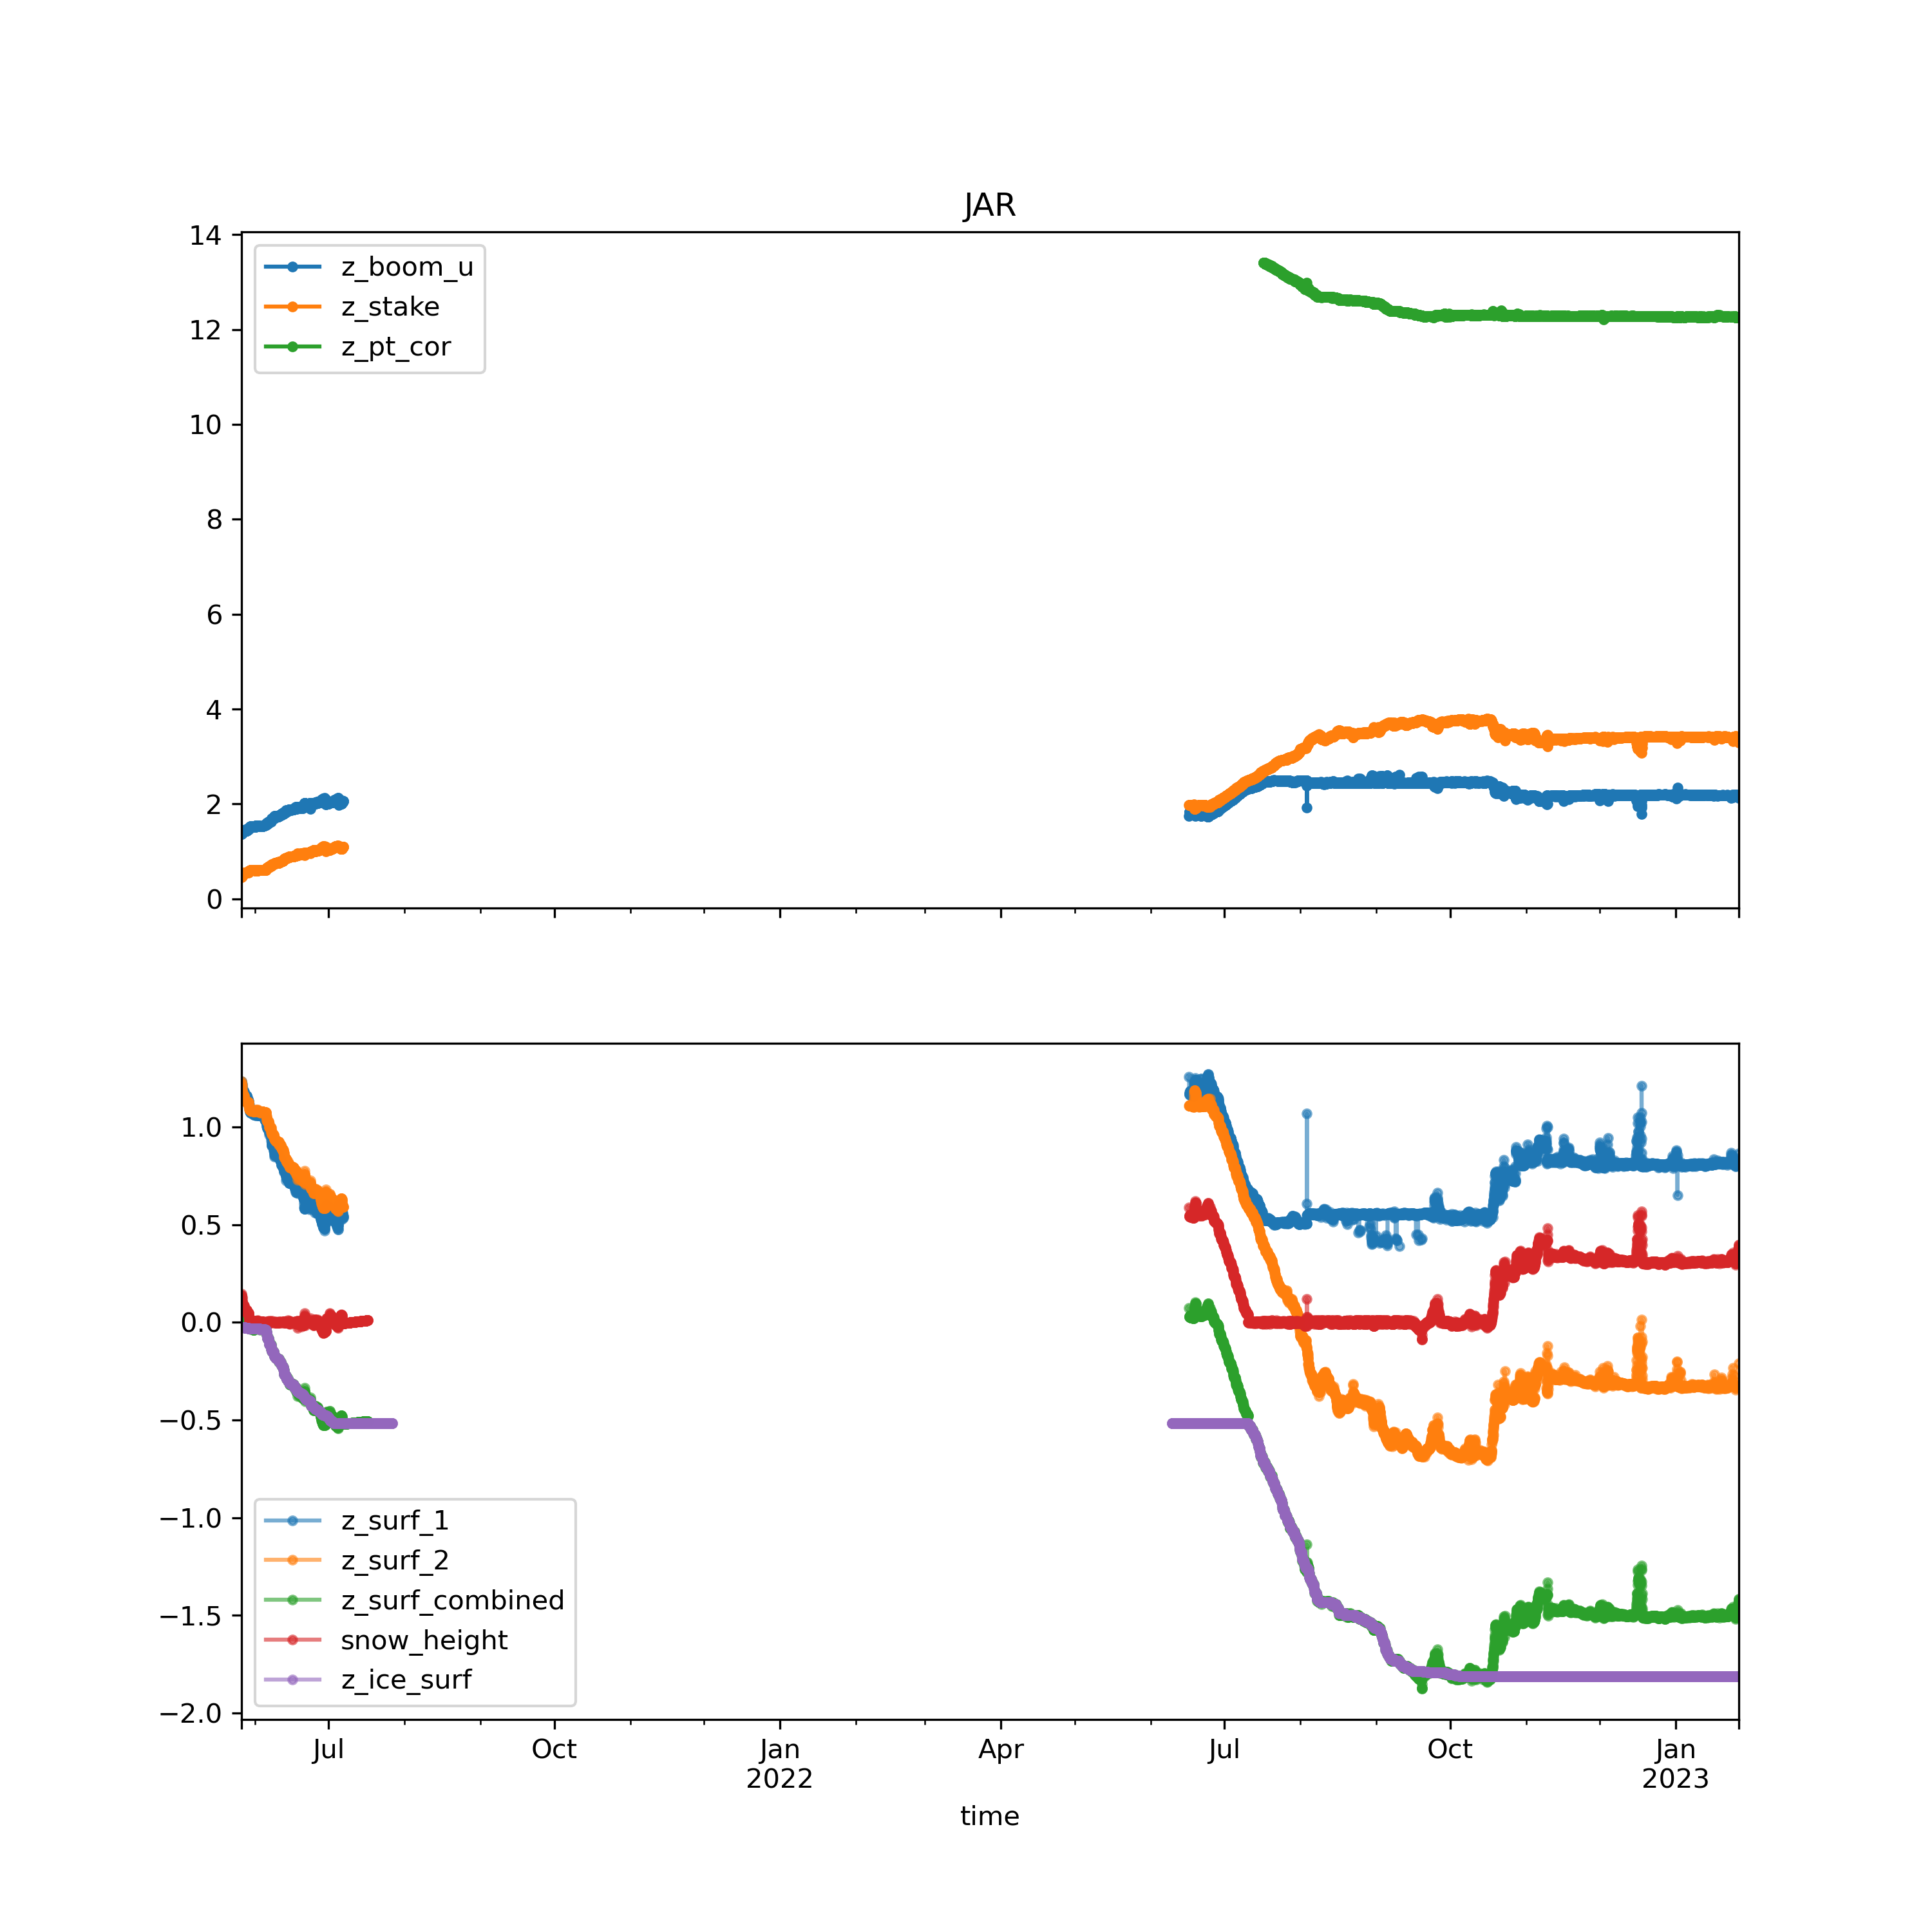 JAR
14
12
10
8
6
4
2
0
z_boom_u
z_stake
z_pt_cor
1.0
0.5
0.0
−0.5
−1.0
−1.5
−2.0
z_surf_1
z_surf_2
z_surf_combined
snow_height
z_ice_surf
Jul
Oct
Jan
2022
Apr
Jul
Oct
Jan
2023
time